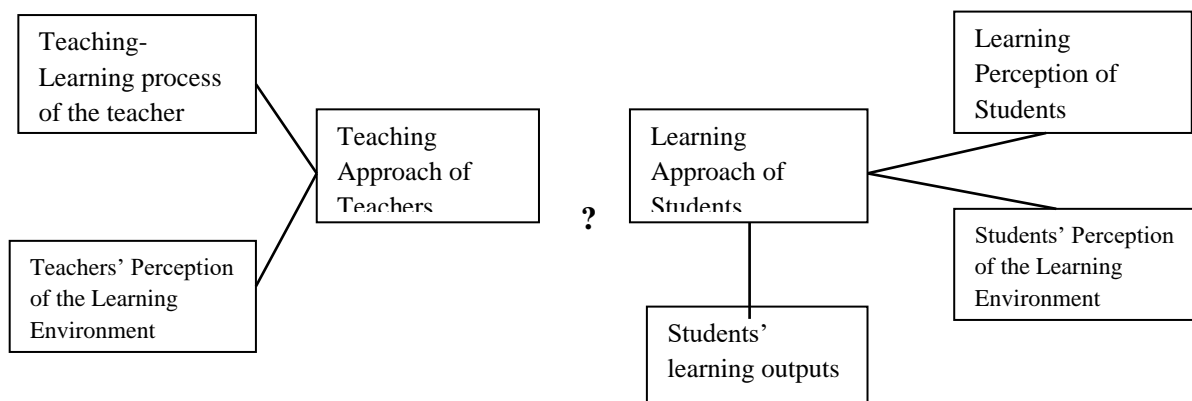 Teaching-
Learning process
of the teacher
Teachers’ Perception
of the Learning
Environment
Teaching
Approach of
Teachers
?
Learning
Approach of
Students
Students’
learning outputs
Learning
Perception of
Students
Students’ Perception
of the Learning
Environment